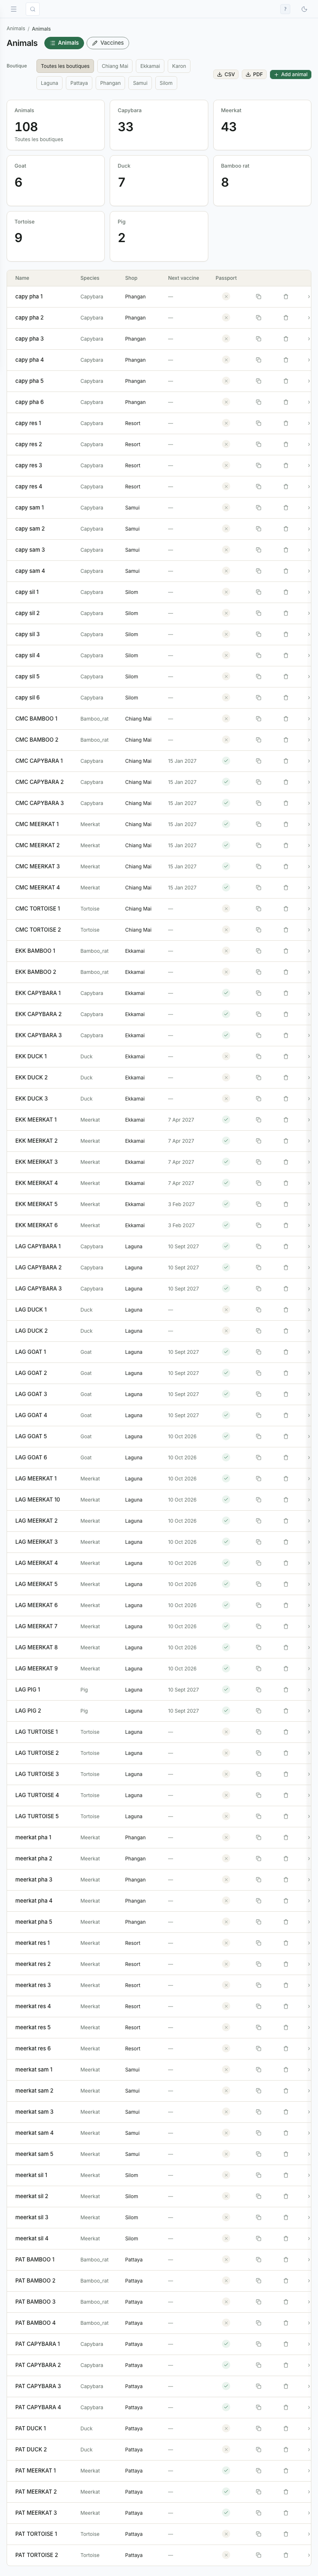 Animals / Animals
Animals
Animals
Vaccines
Boutique
Toutes les boutiques
Chiang Mai
Ekkamai
Karon
Laguna
Pattaya
Phangan
Samui
Silom
CSV
PDF
Add animal
Animals
108
Toutes les boutiques
Capybara
33
Meerkat
43
Goat
6
Duck
7
Bamboo rat
8
Tortoise
9
Pig
2
Name Species Shop Next vaccine Passport
capy pha 1 Capybara Phangan —
capy pha 2 Capybara Phangan —
capy pha 3 Capybara Phangan —
capy pha 4 Capybara Phangan —
capy pha 5 Capybara Phangan —
capy pha 6 Capybara Phangan —
capy res 1 Capybara Resort —
capy res 2 Capybara Resort —
capy res 3 Capybara Resort —
capy res 4 Capybara Resort —
capy sam 1 Capybara Samui —
capy sam 2 Capybara Samui —
capy sam 3 Capybara Samui —
capy sam 4 Capybara Samui —
capy sil 1 Capybara Silom —
capy sil 2 Capybara Silom —
capy sil 3 Capybara Silom —
capy sil 4 Capybara Silom —
capy sil 5 Capybara Silom —
capy sil 6 Capybara Silom —
CMC BAMBOO 1 Bamboo_rat Chiang Mai —
CMC BAMBOO 2 Bamboo_rat Chiang Mai —
CMC CAPYBARA 1 Capybara Chiang Mai 15 Jan 2027
CMC CAPYBARA 2 Capybara Chiang Mai 15 Jan 2027
CMC CAPYBARA 3 Capybara Chiang Mai 15 Jan 2027
CMC MEERKAT 1 Meerkat Chiang Mai 15 Jan 2027
CMC MEERKAT 2 Meerkat Chiang Mai 15 Jan 2027
CMC MEERKAT 3 Meerkat Chiang Mai 15 Jan 2027
CMC MEERKAT 4 Meerkat Chiang Mai 15 Jan 2027
CMC TORTOISE 1 Tortoise Chiang Mai —
CMC TORTOISE 2 Tortoise Chiang Mai —
EKK BAMBOO 1 Bamboo_rat Ekkamai —
EKK BAMBOO 2 Bamboo_rat Ekkamai —
EKK CAPYBARA 1 Capybara Ekkamai —
EKK CAPYBARA 2 Capybara Ekkamai —
EKK CAPYBARA 3 Capybara Ekkamai —
EKK DUCK 1 Duck Ekkamai —
EKK DUCK 2 Duck Ekkamai —
EKK DUCK 3 Duck Ekkamai —
EKK MEERKAT 1 Meerkat Ekkamai 7 Apr 2027
EKK MEERKAT 2 Meerkat Ekkamai 7 Apr 2027
EKK MEERKAT 3 Meerkat Ekkamai 7 Apr 2027
EKK MEERKAT 4 Meerkat Ekkamai 7 Apr 2027
EKK MEERKAT 5 Meerkat Ekkamai 3 Feb 2027
EKK MEERKAT 6 Meerkat Ekkamai 3 Feb 2027
LAG CAPYBARA 1 Capybara Laguna 10 Sept 2027
LAG CAPYBARA 2 Capybara Laguna 10 Sept 2027
LAG CAPYBARA 3 Capybara Laguna 10 Sept 2027
LAG DUCK 1 Duck Laguna —
LAG DUCK 2 Duck Laguna —
LAG GOAT 1 Goat Laguna 10 Sept 2027
LAG GOAT 2 Goat Laguna 10 Sept 2027
LAG GOAT 3 Goat Laguna 10 Sept 2027
LAG GOAT 4 Goat Laguna 10 Sept 2027
LAG GOAT 5 Goat Laguna 10 Oct 2026
LAG GOAT 6 Goat Laguna 10 Oct 2026
LAG MEERKAT 1 Meerkat Laguna 10 Oct 2026
LAG MEERKAT 10 Meerkat Laguna 10 Oct 2026
LAG MEERKAT 2 Meerkat Laguna 10 Oct 2026
LAG MEERKAT 3 Meerkat Laguna 10 Oct 2026
LAG MEERKAT 4 Meerkat Laguna 10 Oct 2026
LAG MEERKAT 5 Meerkat Laguna 10 Oct 2026
LAG MEERKAT 6 Meerkat Laguna 10 Oct 2026
LAG MEERKAT 7 Meerkat Laguna 10 Oct 2026
LAG MEERKAT 8 Meerkat Laguna 10 Oct 2026
LAG MEERKAT 9 Meerkat Laguna 10 Oct 2026
LAG PIG 1 Pig Laguna 10 Sept 2027
LAG PIG 2 Pig Laguna 10 Sept 2027
LAG TURTOISE 1 Tortoise Laguna —
LAG TURTOISE 2 Tortoise Laguna —
LAG TURTOISE 3 Tortoise Laguna —
LAG TURTOISE 4 Tortoise Laguna —
LAG TURTOISE 5 Tortoise Laguna —
meerkat pha 1 Meerkat Phangan —
meerkat pha 2 Meerkat Phangan —
meerkat pha 3 Meerkat Phangan —
meerkat pha 4 Meerkat Phangan —
meerkat pha 5 Meerkat Phangan —
meerkat res 1 Meerkat Resort —
meerkat res 2 Meerkat Resort —
meerkat res 3 Meerkat Resort —
meerkat res 4 Meerkat Resort —
meerkat res 5 Meerkat Resort —
meerkat res 6 Meerkat Resort —
meerkat sam 1 Meerkat Samui —
meerkat sam 2 Meerkat Samui —
meerkat sam 3 Meerkat Samui —
meerkat sam 4 Meerkat Samui —
meerkat sam 5 Meerkat Samui —
meerkat sil 1 Meerkat Silom —
meerkat sil 2 Meerkat Silom —
meerkat sil 3 Meerkat Silom —
meerkat sil 4 Meerkat Silom —
PAT BAMBOO 1 Bamboo_rat Pattaya —
PAT BAMBOO 2 Bamboo_rat Pattaya —
PAT BAMBOO 3 Bamboo_rat Pattaya —
PAT BAMBOO 4 Bamboo_rat Pattaya —
PAT CAPYBARA 1 Capybara Pattaya —
PAT CAPYBARA 2 Capybara Pattaya —
PAT CAPYBARA 3 Capybara Pattaya —
PAT CAPYBARA 4 Capybara Pattaya —
PAT DUCK 1 Duck Pattaya —
PAT DUCK 2 Duck Pattaya —
PAT MEERKAT 1 Meerkat Pattaya —
PAT MEERKAT 2 Meerkat Pattaya —
PAT MEERKAT 3 Meerkat Pattaya —
PAT TORTOISE 1 Tortoise Pattaya —
PAT TORTOISE 2 Tortoise Pattaya —